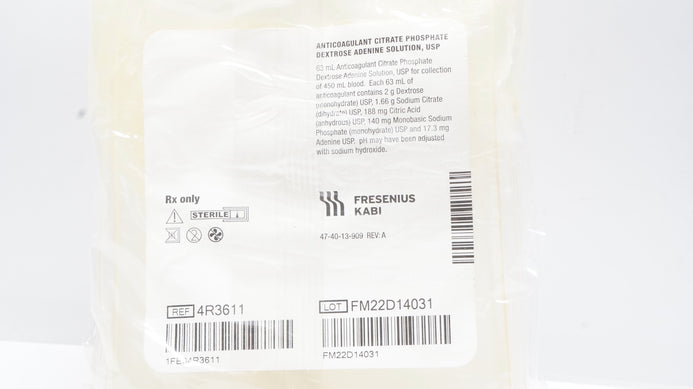 ANTICOAGULANT CITRATE PHOSPHATE
DEXTROSE ADENINE SOLUTION, USP
63 mL Anticoagulant Citrate Phosphate
Dextrose Adenine Solution, USP for collection
of 450 mL blood. Each 63 mL of
anticoagulant contains 2 g Dextrose
(monohydrate) USP, 1.66 g Sodium Citrate
(dihydrate) USP, 188 mg Citric Acid
(anhydrous) USP, 140 mg Monobasic Sodium
Phosphate (monohydrate) USP and 17.3 mg
Adenine USP. pH may have been adjusted
with sodium hydroxide.
Rx only
STERILE
FRESENIUS
KABI
47-40-13-909 REV: A
REF 4R3611
LOT FM22D14031
1FE4R3611
FM22D14031